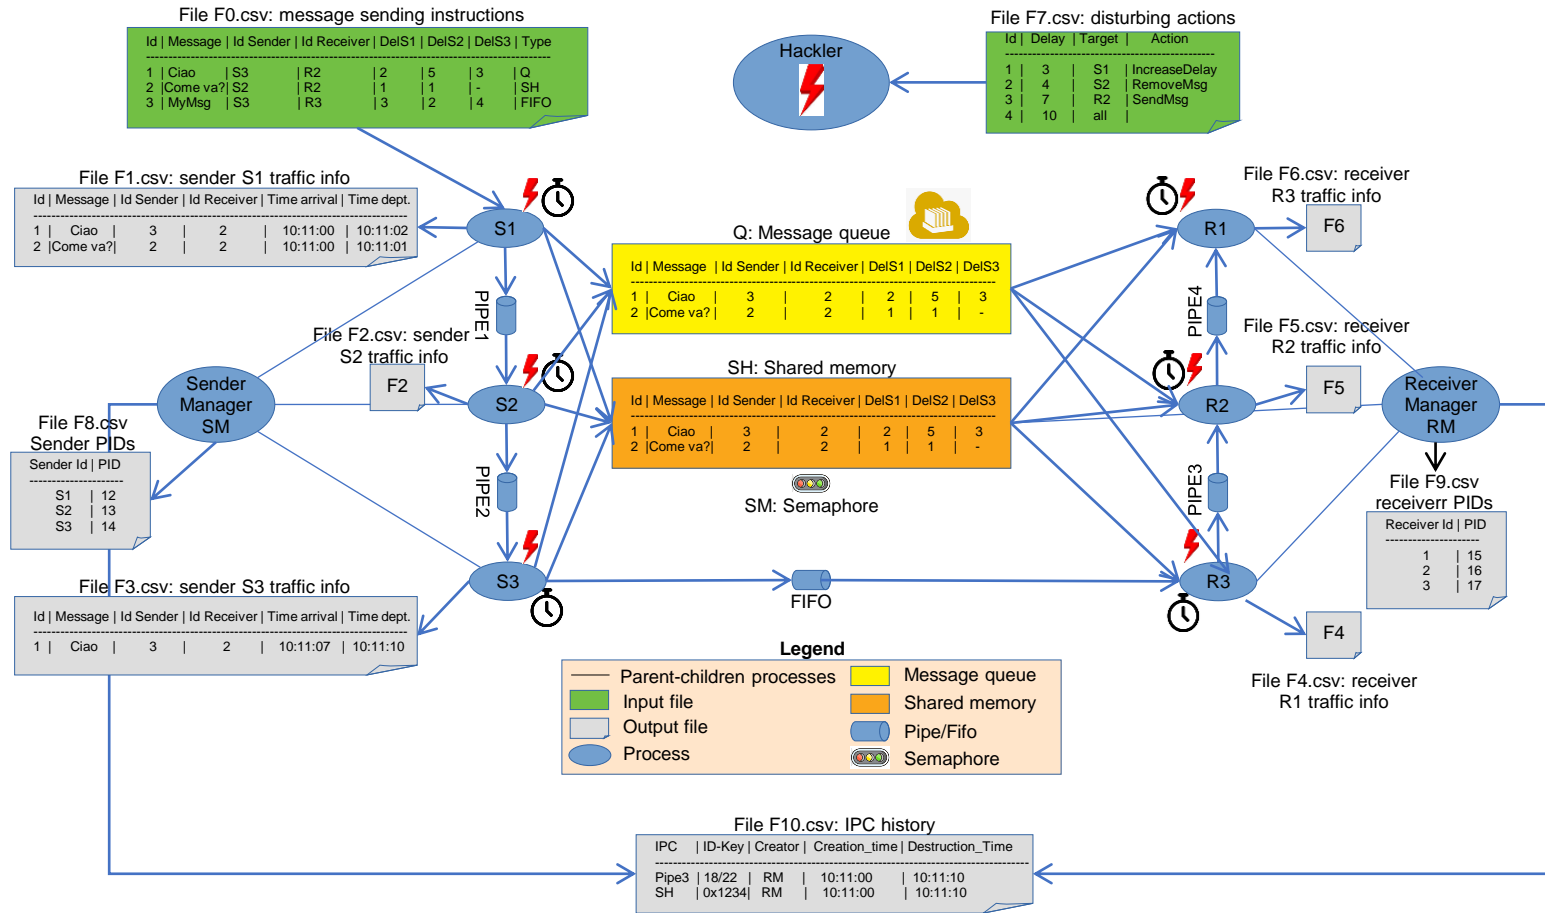 File F0.csv: message sending instructions
Id | Message | Id Sender | Id Receiver | DelS1 | DelS2 | DelS3 | Type
1 | Ciao | S3 | R2 | 2 | 5 | 3 | Q
2 |Come va?| S2 | R2 | 1 | 1 | - | SH
3 | MyMsg | S3 | R3 | 3 | 2 | 4 | FIFO
Hackler
File F7.csv: disturbing actions
Id | Delay | Target | Action
1 | 3 | S1 |IncreaseDelay
2 | 4 | S2 | RemoveMsg
3 | 7 | R2 | SendMsg
4 | 10 | all |
File F1.csv: sender S1 traffic info
Id | Message | Id Sender | Id Receiver | Time arrival | Time dept.
1 | Ciao | 3 | 2 | 10:11:00 | 10:11:02
2 |Come va?| 2 | 2 | 10:11:00 | 10:11:01
S1
PIPE1
File F2.csv: sender
S2 traffic info
F2
S2
PIPE2
S3
Sender
Manager
SM
File F8.csv
Sender PIDs
Sender Id | PID
S1 | 12
S2 | 13
S3 | 14
File F3.csv: sender S3 traffic info
Id | Message | Id Sender | Id Receiver | Time arrival | Time dept.
1 | Ciao | 3 | 2 | 10:11:07 | 10:11:10
Q: Message queue
Id | Message | Id Sender | Id Receiver | DelS1 | DelS2 | DelS3
1 | Ciao | 3 | 2 | 2 | 5 | 3
2 |Come va?| 2 | 2 | 1 | 1 | -
SH: Shared memory
Id | Message | Id Sender | Id Receiver | DelS1 | DelS2 | DelS3
1 | Ciao | 3 | 2 | 2 | 5 | 3
2 |Come va?| 2 | 2 | 1 | 1 | -
SM: Semaphore
FIFO
R1
File F6.csv: receiver
R3 traffic info
F6
PIPE4
R2
File F5.csv: receiver
R2 traffic info
F5
PIPE3
R3
F4
File F4.csv: receiver
R1 traffic info
Receiver
Manager
RM
File F9.csv
receiverr PIDs
Receiver Id | PID
1 | 15
2 | 16
3 | 17
Legend
Parent-children processes
Input file
Output file
Process
Message queue
Shared memory
Pipe/Fifo
Semaphore
File F10.csv: IPC history
IPC | ID-Key | Creator | Creation_time | Destruction_Time
Pipe3 | 18/22 | RM | 10:11:00 | 10:11:10
SH | 0x1234| RM | 10:11:00 | 10:11:10